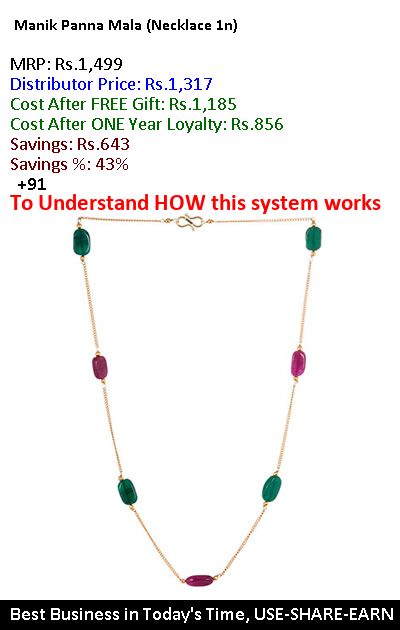 Manik Panna Mala (Necklace 1n)
MRP: Rs.1,499
Distributor Price: Rs.1,317
Cost After FREE Gift: Rs.1,185
Cost After ONE Year Loyalty: Rs.856
Savings: Rs.643
Savings %: 43%
+91
To Understand HOW this system works
Best Business in Today's Time, USE-SHARE-EARN